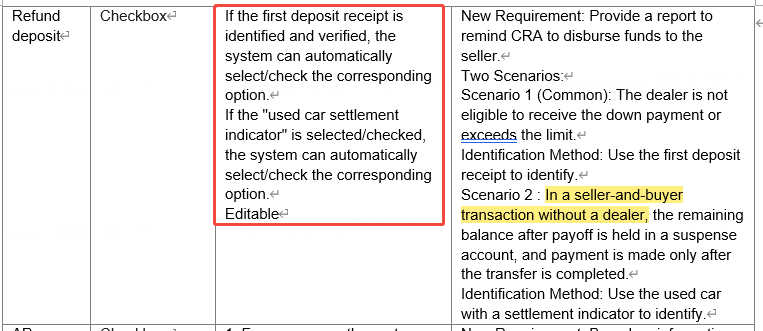 Refund
deposit↵
Checkbox↵
If the first deposit receipt is
identified and verified, the
system can automatically
select/check the corresponding
option.↵
If the "used car settlement
indicator" is selected/checked,
the system can automatically
select/check the corresponding
option.↵
Editable↵
New Requirement: Provide a report to
remind CRA to disburse funds to the
seller.↵
Two Scenarios:↵
Scenario 1 (Common): The dealer is not
eligible to receive the down payment or
exceeds the limit.↵
Identification Method: Use the first deposit
receipt to identify.↵
Scenario 2 : In a seller-and-buyer
transaction without a dealer, the remaining
balance after payoff is held in a suspense
account, and payment is made only after
the transfer is completed.↵
Identification Method: Use the used car
with a settlement indicator to identify.↵